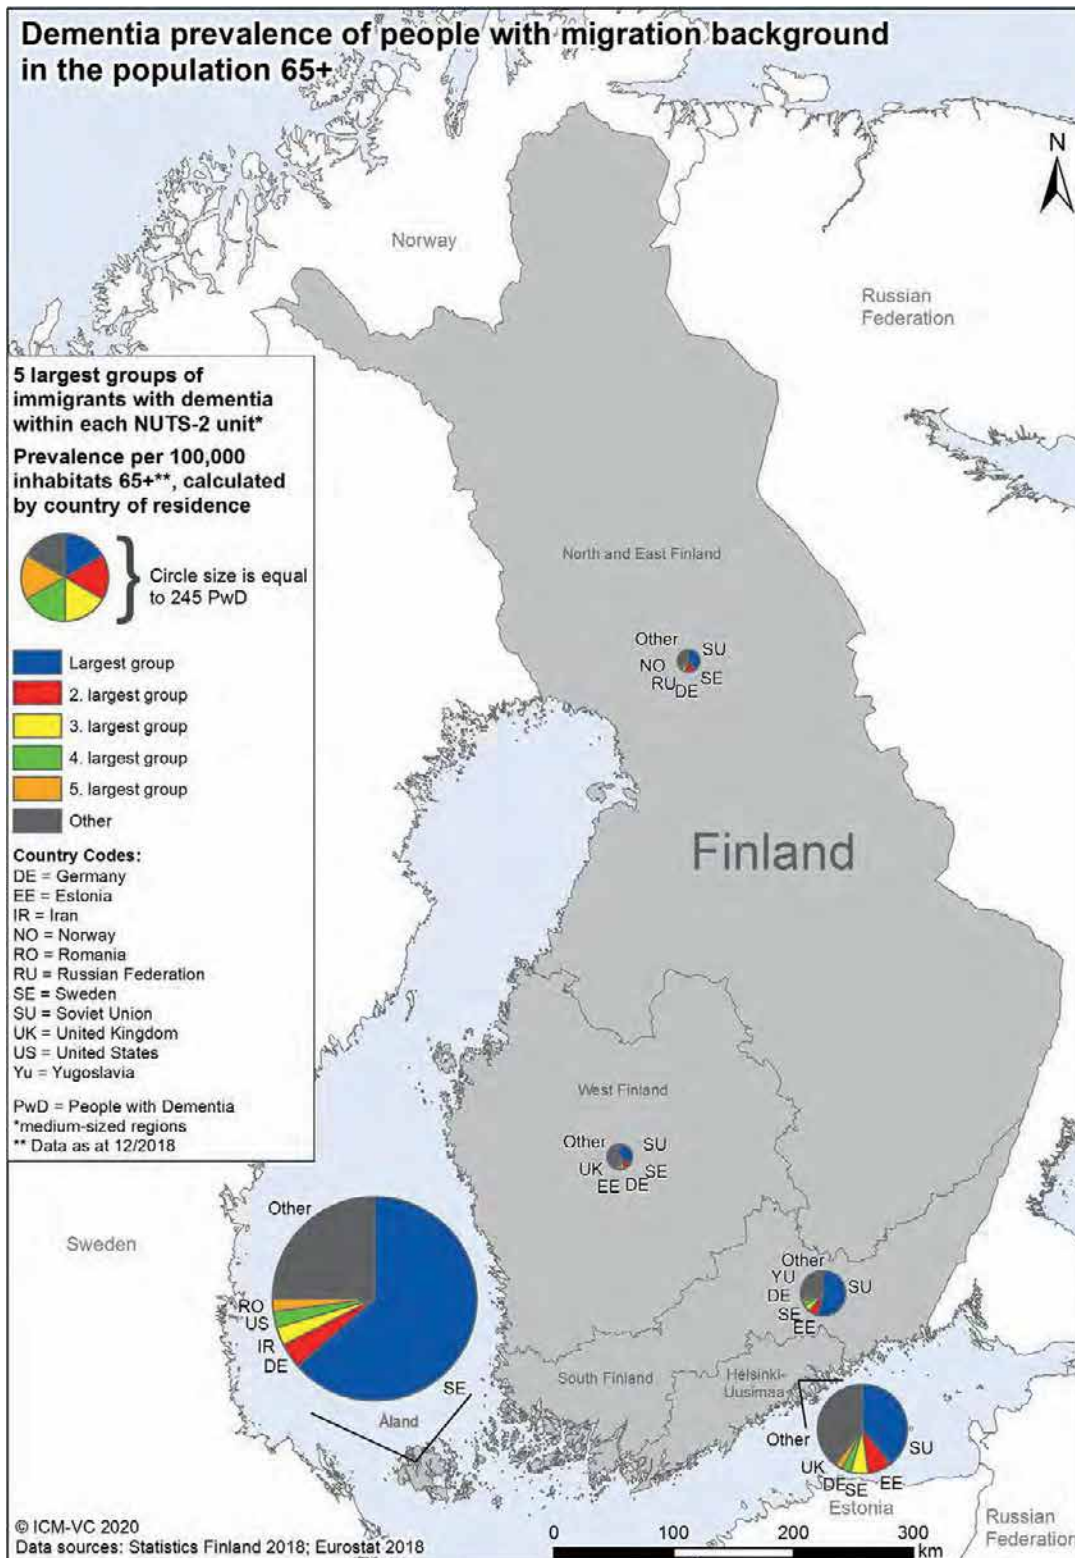 Dementia prevalence of people with migration background
in the population 65+
N
Norway
Russian
Federation
5 largest groups of
immigrants with dementia
within each NUTS-2 unit*
Prevalence per 100,000
inhabitats 65+**, calculated
by country of residence
Circle size is equal
to 245 PwD
Largest group
2. largest group
3. largest group
4. largest group
5. largest group
Other
Country Codes:
DE = Germany
EE = Estonia
IR = Iran
NO = Norway
RO = Romania
RU = Russian Federation
SE = Sweden
SU = Soviet Union
UK = United Kingdom
US = United States
Yu = Yugoslavia
PwD = People with Dementia
*medium-sized regions
** Data as at 12/2018
North and East Finland
Other
SU
NO
SE
RU
DE
Finland
West Finland
Other
SU
UK
SE
EE
DE
Sweden
Other
RO
US
IR
DE
SE
Åland
Other
YU
SU
DE
SE
EE
South Finland
Helsinki-
Uusimaa
Other
SU
UK
DE
SE
EE
Estonia
Russian
Federation
© ICM-VC 2020
Data sources: Statistics Finland 2018; Eurostat 2018
0 100 200 300
km